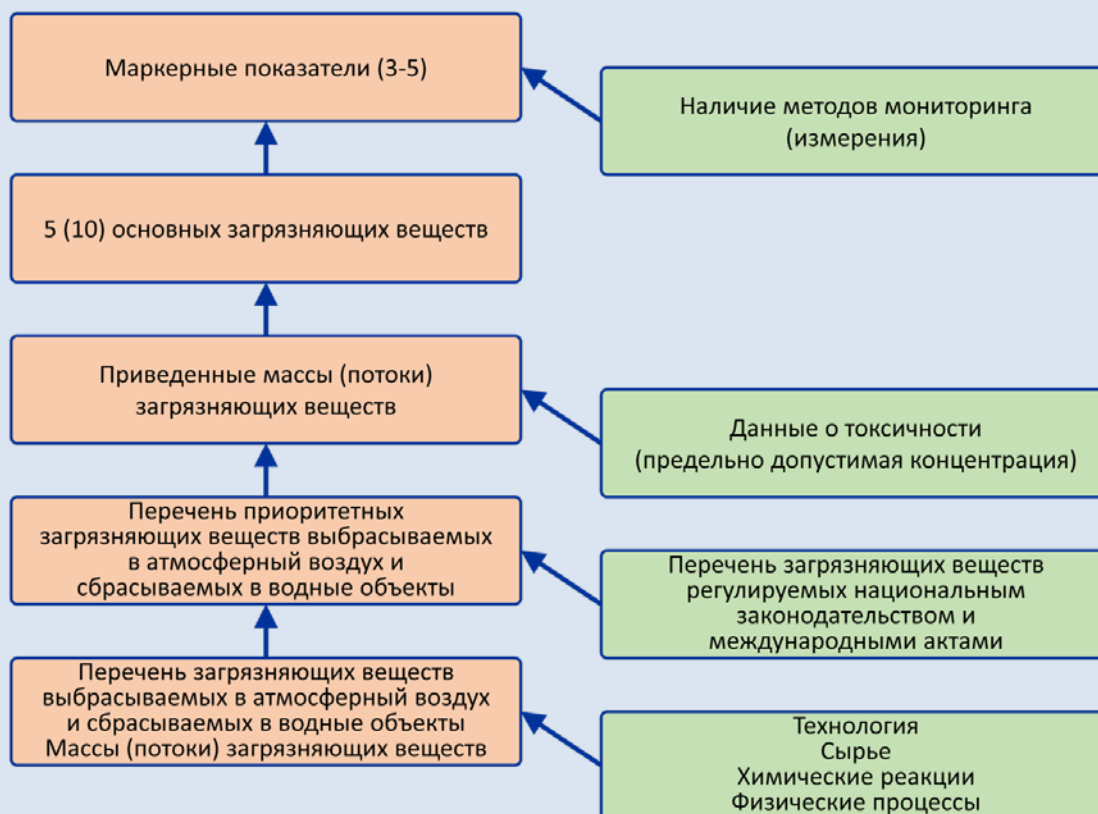 Маркерные показатели (3-5)
Наличие методов мониторинга
(измерения)
5 (10) основных загрязняющих веществ
Приведенные массы (потоки)
загрязняющих веществ
Данные о токсичности
(предельно допустимая концентрация)
Перечень приоритетных
загрязняющих веществ выбрасываемых
в атмосферный воздух и
сбрасываемых в водные объекты
Перечень загрязняющих веществ
регулируемых национальным
законодательством и
международными актами
Перечень загрязняющих веществ
выбрасываемых в атмосферный воздух
и сбрасываемых в водные объекты
Массы (потоки) загрязняющих веществ
Технология
Сырье
Химические реакции
Физические процессы